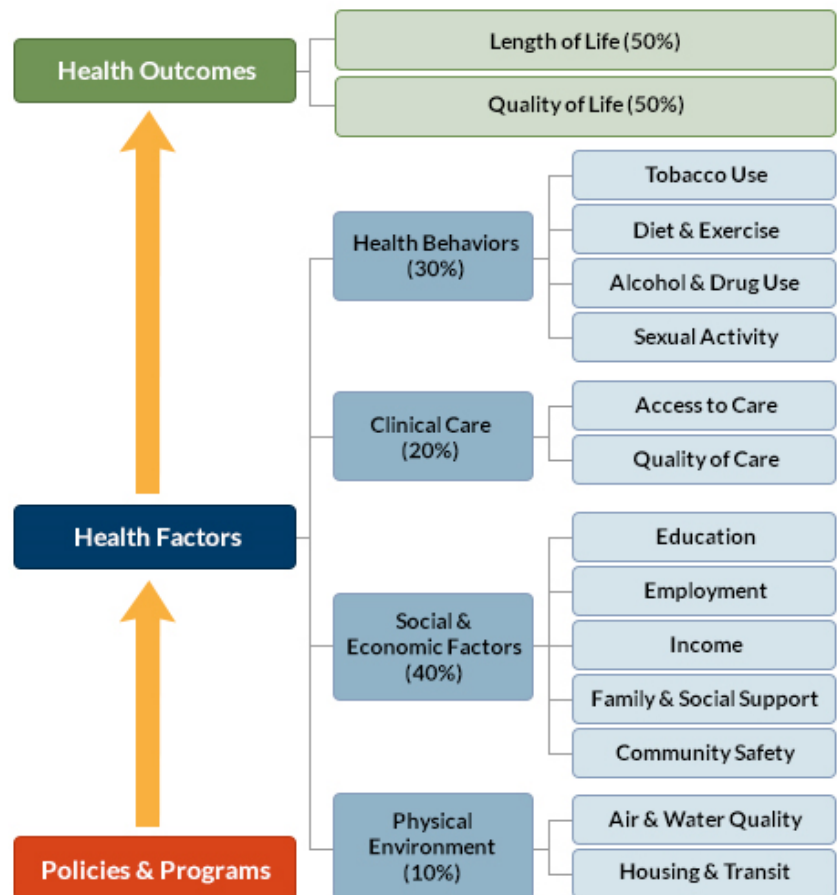 Health Outcomes
Length of Life (50%)
Quality of Life (50%)
Health Factors
Health Behaviors
(30%)
Tobacco Use
Diet & Exercise
Alcohol & Drug Use
Sexual Activity
Clinical Care
(20%)
Access to Care
Quality of Care
Social &
Economic Factors
(40%)
Education
Employment
Income
Family & Social Support
Community Safety
Physical
Environment
(10%)
Air & Water Quality
Housing & Transit
Policies & Programs